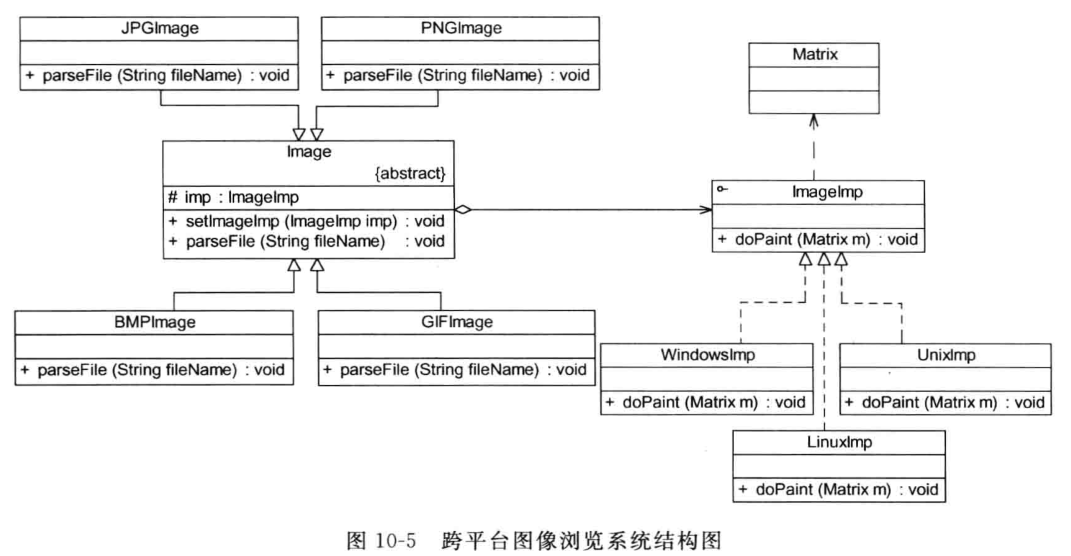 JPGImage
+ parseFile (String fileName) : void
PNGImage
+ parseFile (String fileName) : void
Matrix
Image
{abstract}
# imp : ImageImp
+ setImageImp (ImageImp imp) : void
+ parseFile (String fileName) : void
ImageImp
+ doPaint (Matrix m) : void
BMPImage
+ parseFile (String fileName) : void
GIFImage
+ parseFile (String fileName) : void
WindowsImp
+ doPaint (Matrix m) : void
UnixImp
+ doPaint (Matrix m) : void
LinuxImp
+ doPaint (Matrix m) : void
图 10-5 跨平台图像浏览系统结构图